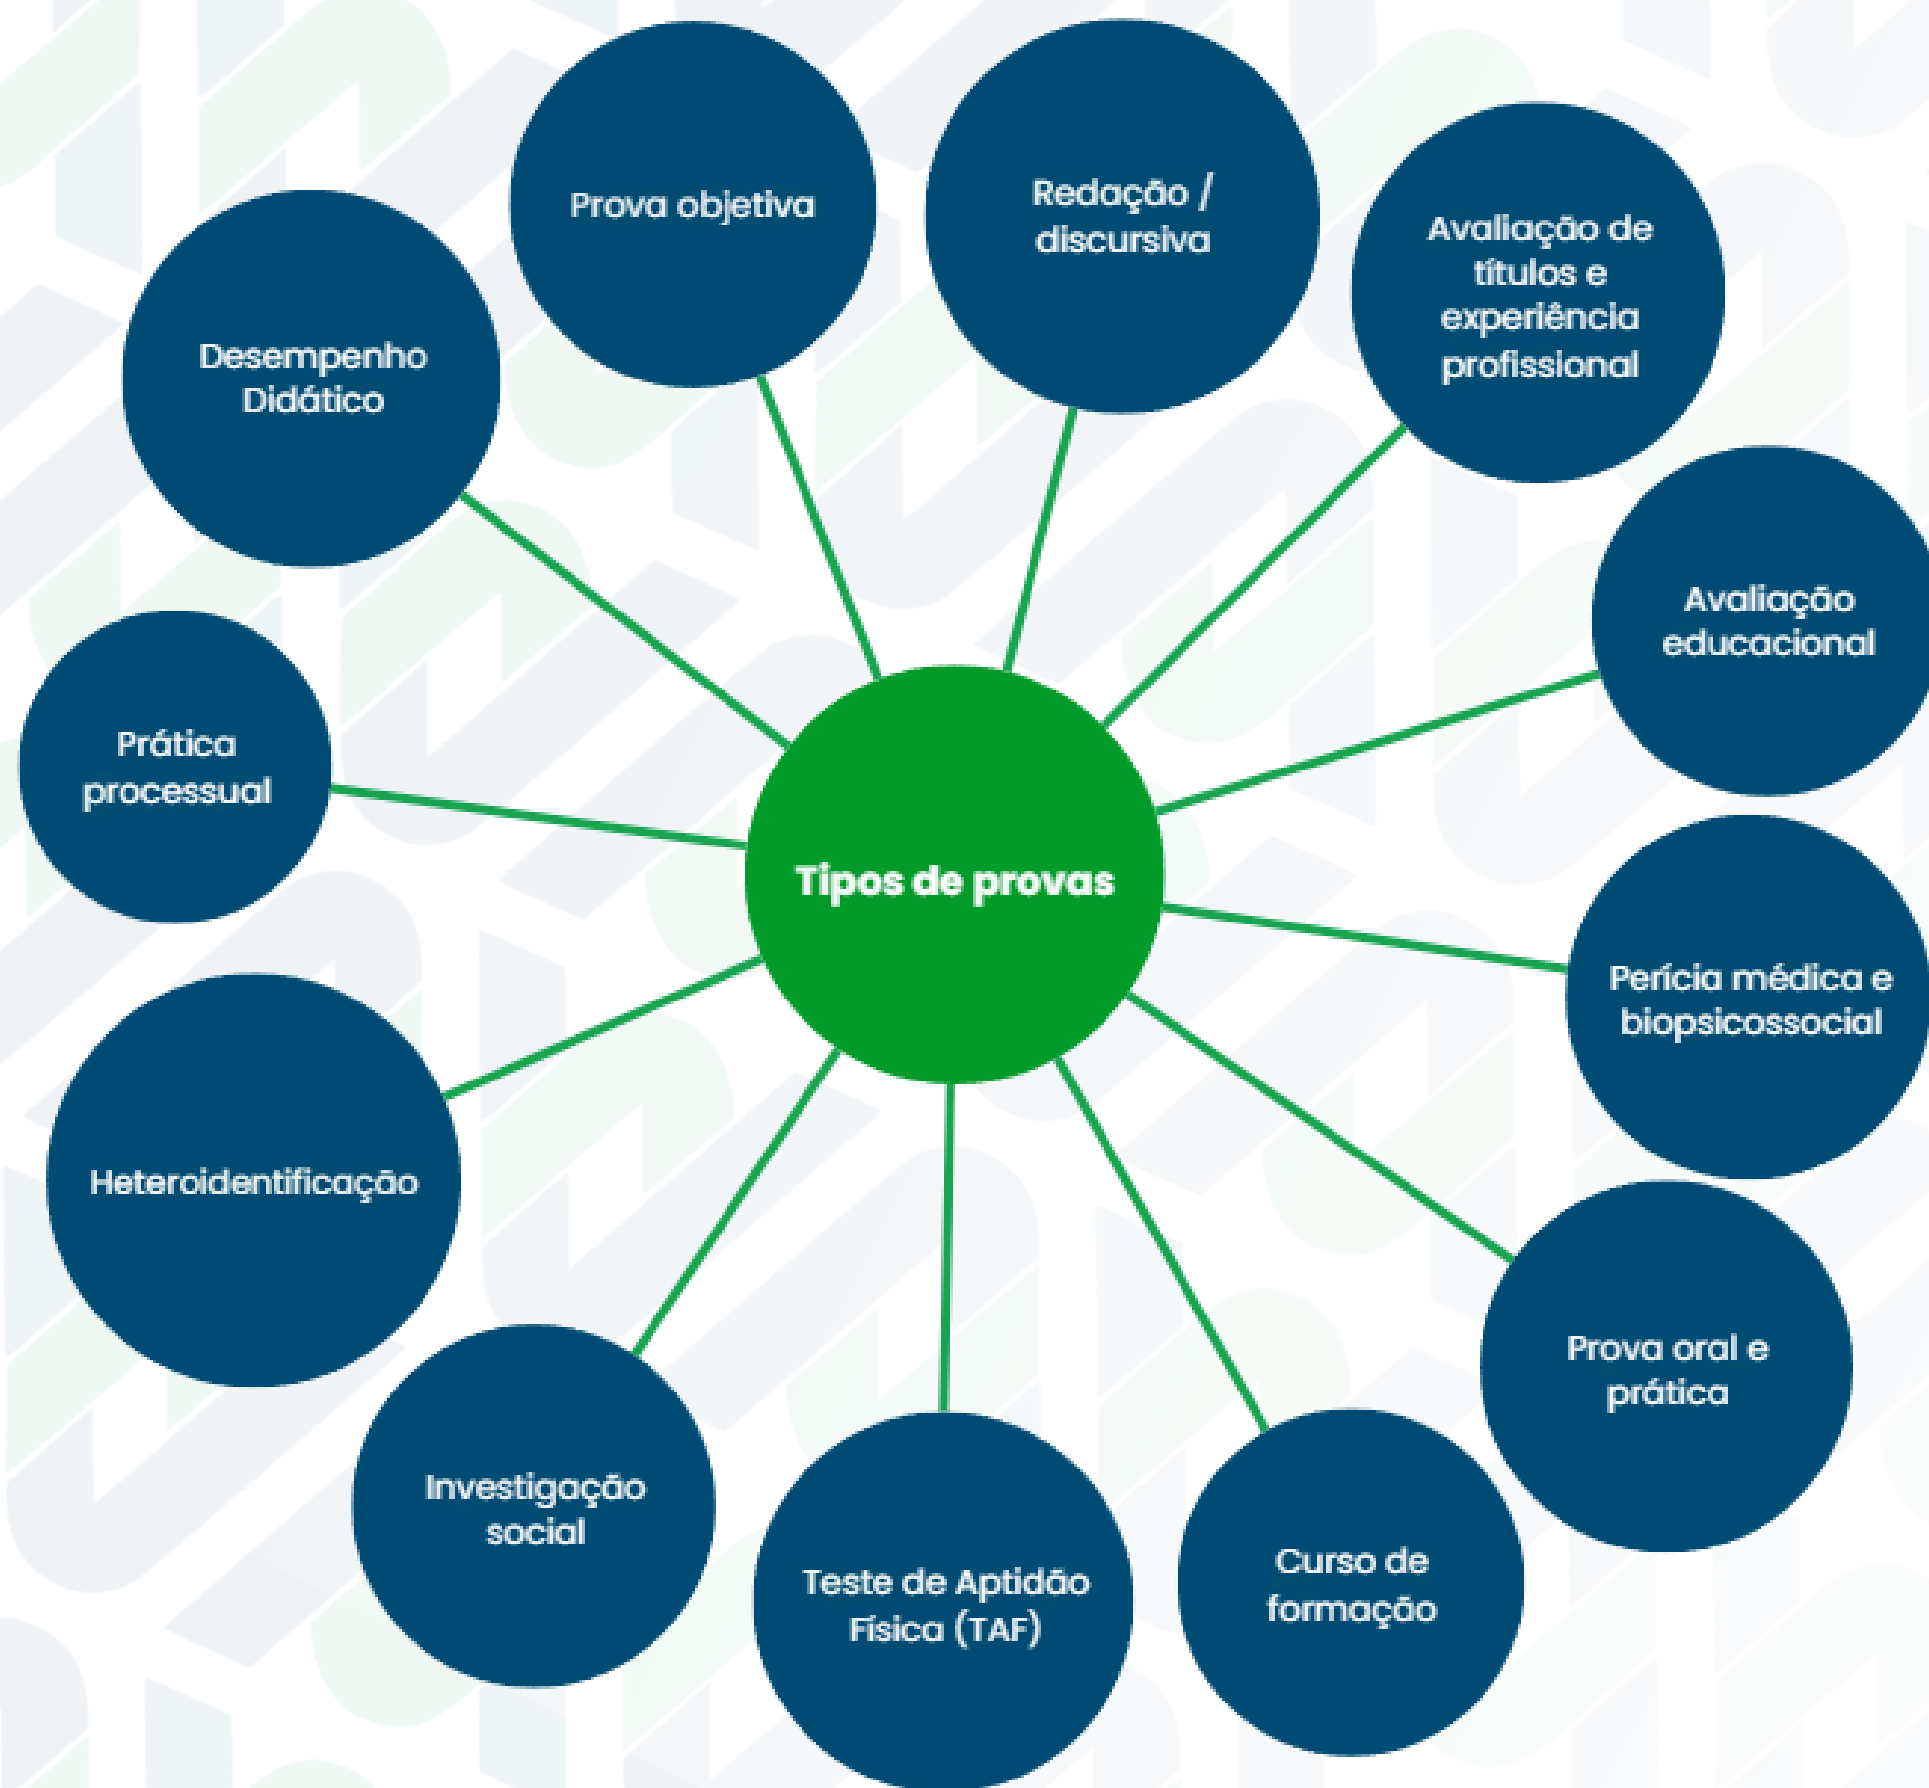 Prova objetiva
Redação /
discursiva
Avaliação de
títulos e
experiência
profissional
Desempenho
Didático
Avaliação
educacional
Prática
processual
Tipos de provas
Perícia médica e
biopsicossocial
Heteroidentificação
Prova oral e
prática
Investigação
social
Teste de Aptidão
Física (TAF)
Curso de
formação